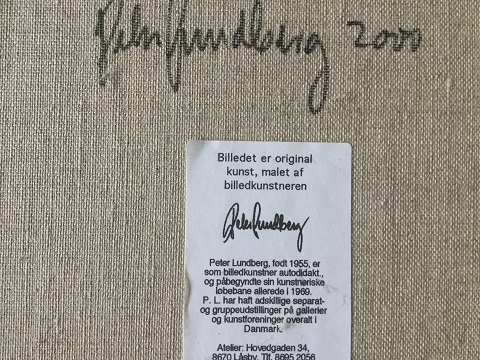 Peter Lundberg 2000
Billedet er original
kunst, malet af
billedkunstneren
Peter Lundberg
Peter Lundberg, født 1955, er
som billedkunstner autodidakt.,
og påbegyndte sin kunstneriske
løbebane allerede i 1969.
P. L. har haft adskillige separat-
og gruppeudstillinger på gallerier
og kunstforeninger overalt i
Danmark.
Atelier: Hovedgaden 34,
8670 Låsby. Tlf. 8695 2056